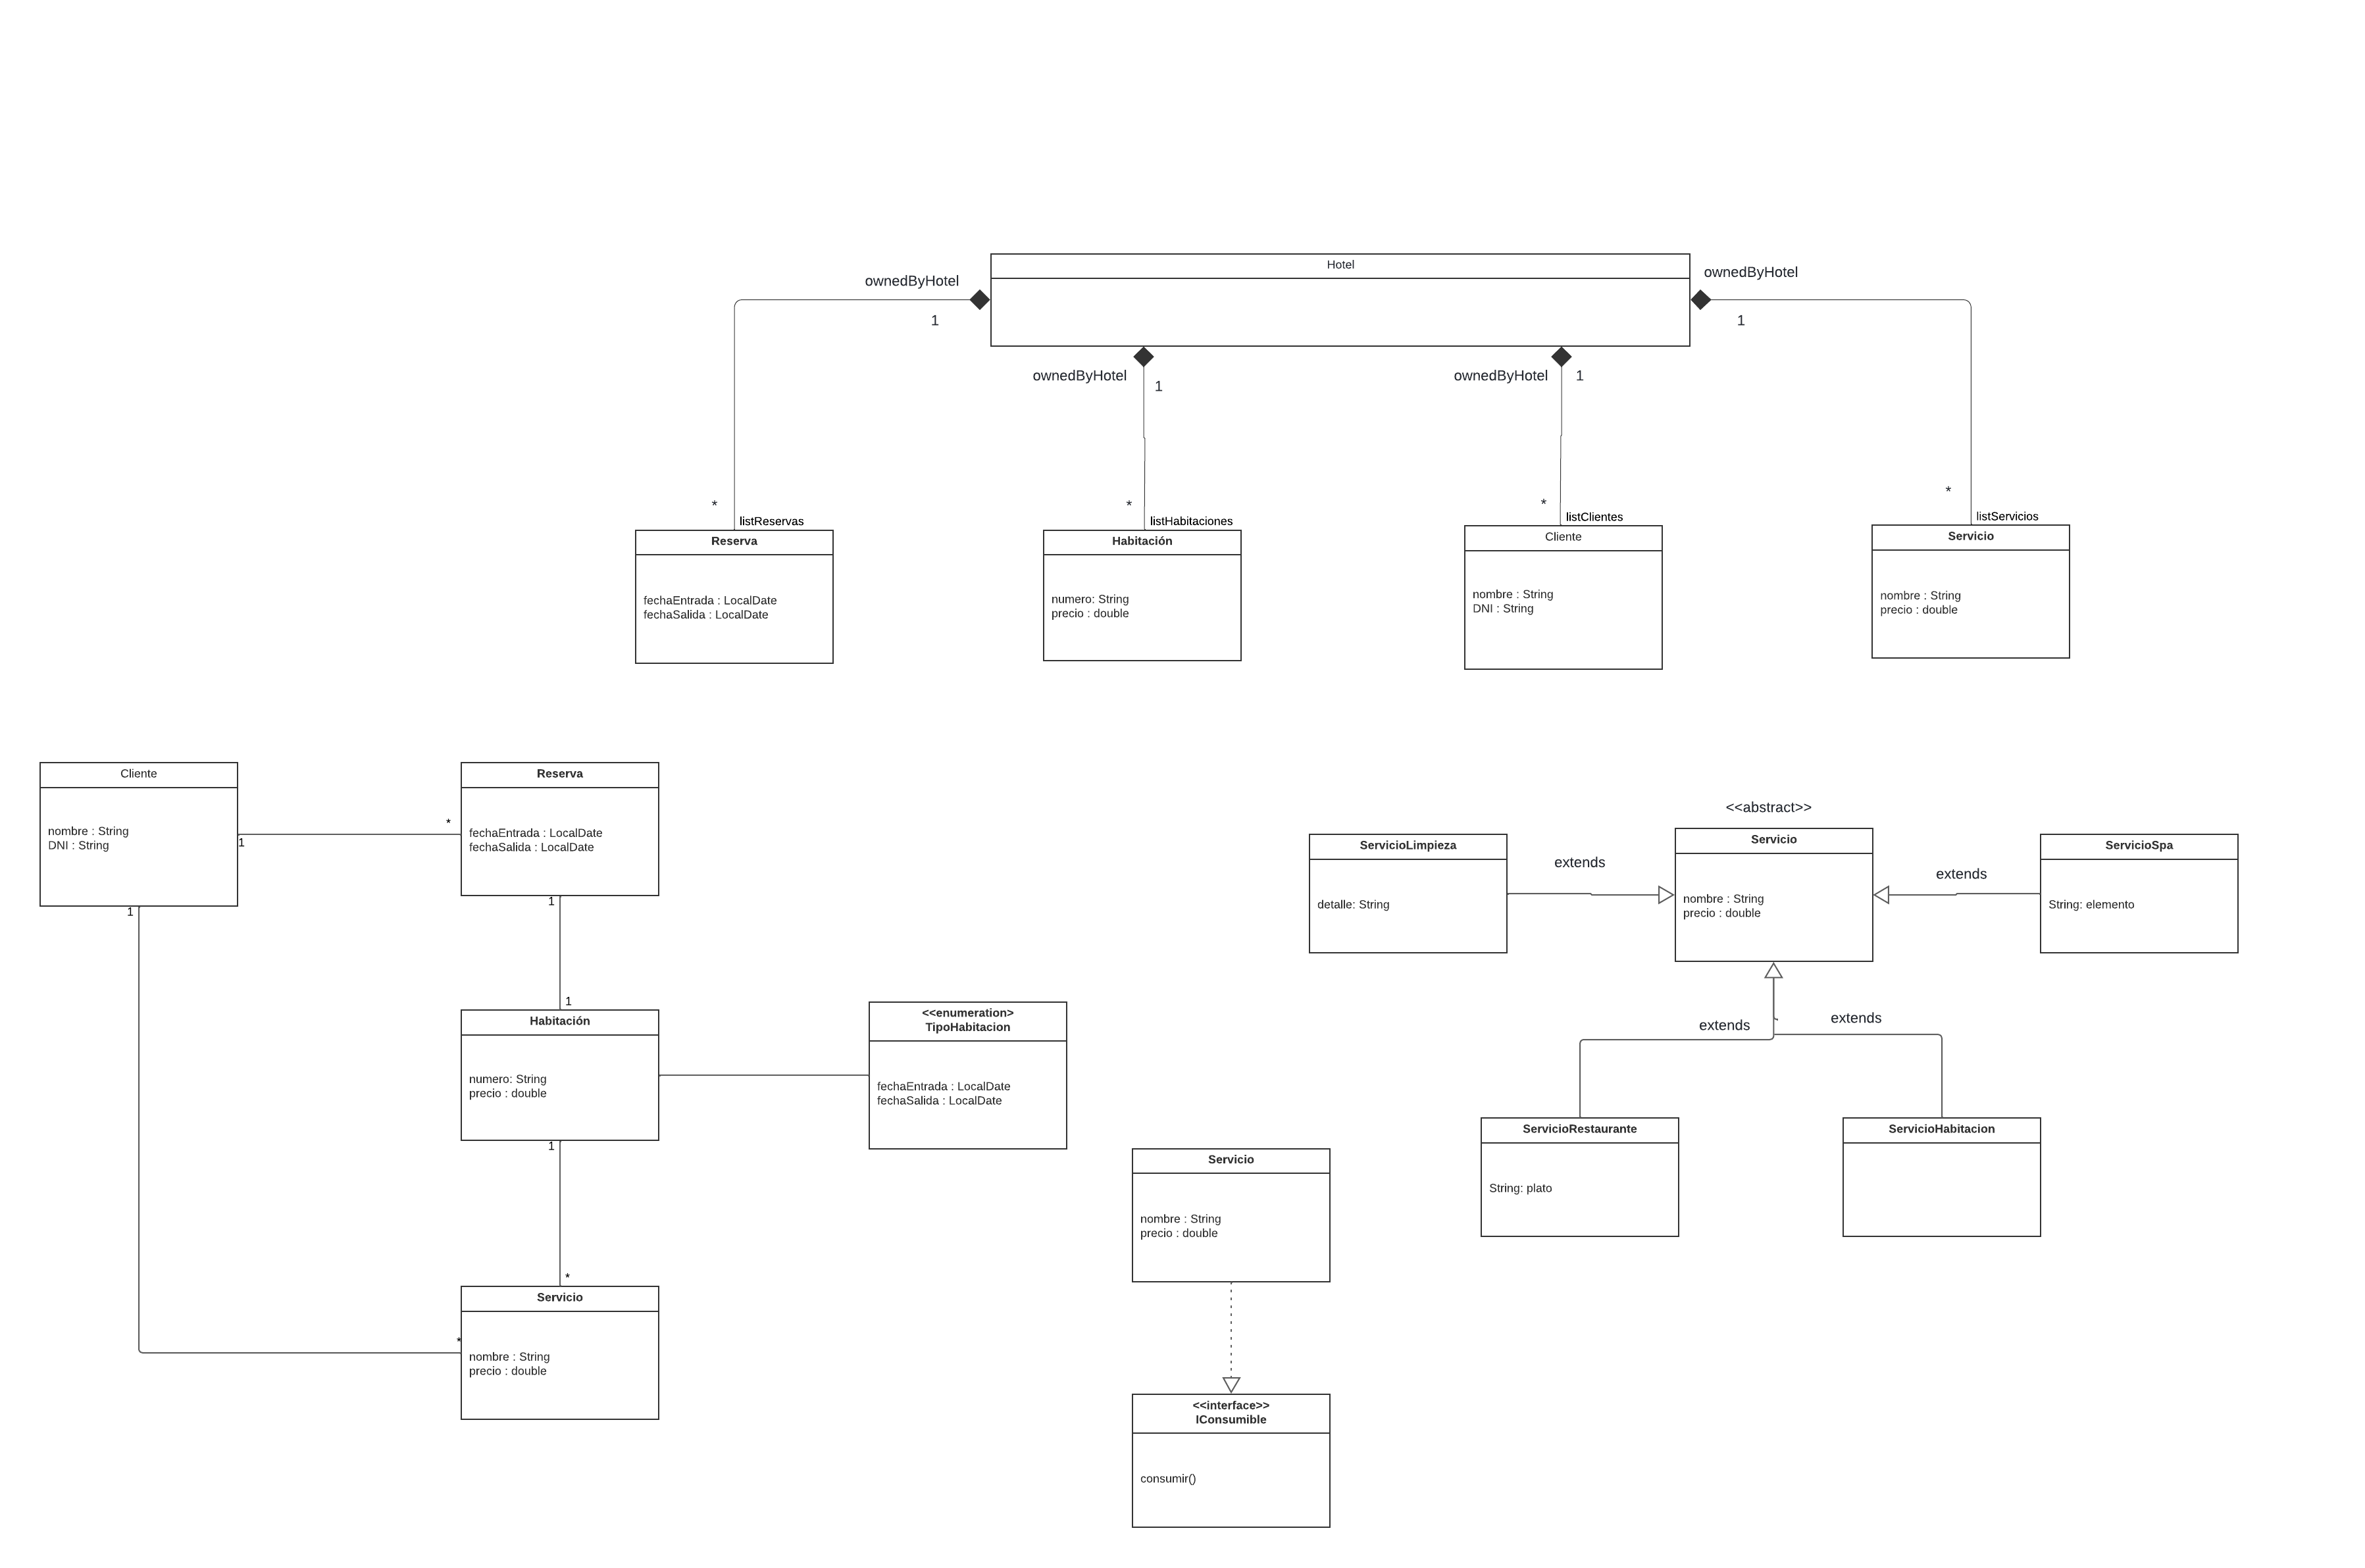 Hotel
ownedByHotel
1
ownedByHotel
1
ownedByHotel
1
ownedByHotel
1
*
listReservas
*
listHabitaciones
*
listClientes
*
listServicios
Reserva
fechaEntrada : LocalDate
fechaSalida : LocalDate
Habitación
numero: String
precio : double
Cliente
nombre : String
DNI : String
Servicio
nombre : String
precio : double
Cliente
nombre : String
DNI : String
1
*
1
Reserva
fechaEntrada : LocalDate
fechaSalida : LocalDate
1
1
Habitación
numero: String
precio : double
<<enumeration>
TipoHabitacion
fechaEntrada : LocalDate
fechaSalida : LocalDate
1
*
*
Servicio
nombre : String
precio : double
Servicio
nombre : String
precio : double
<<interface>>
IConsumible
consumir()
<<abstract>>
ServicioLimpieza
detalle: String
extends
Servicio
nombre : String
precio : double
extends
ServicioSpa
String: elemento
extends
extends
ServicioRestaurante
String: plato
ServicioHabitacion